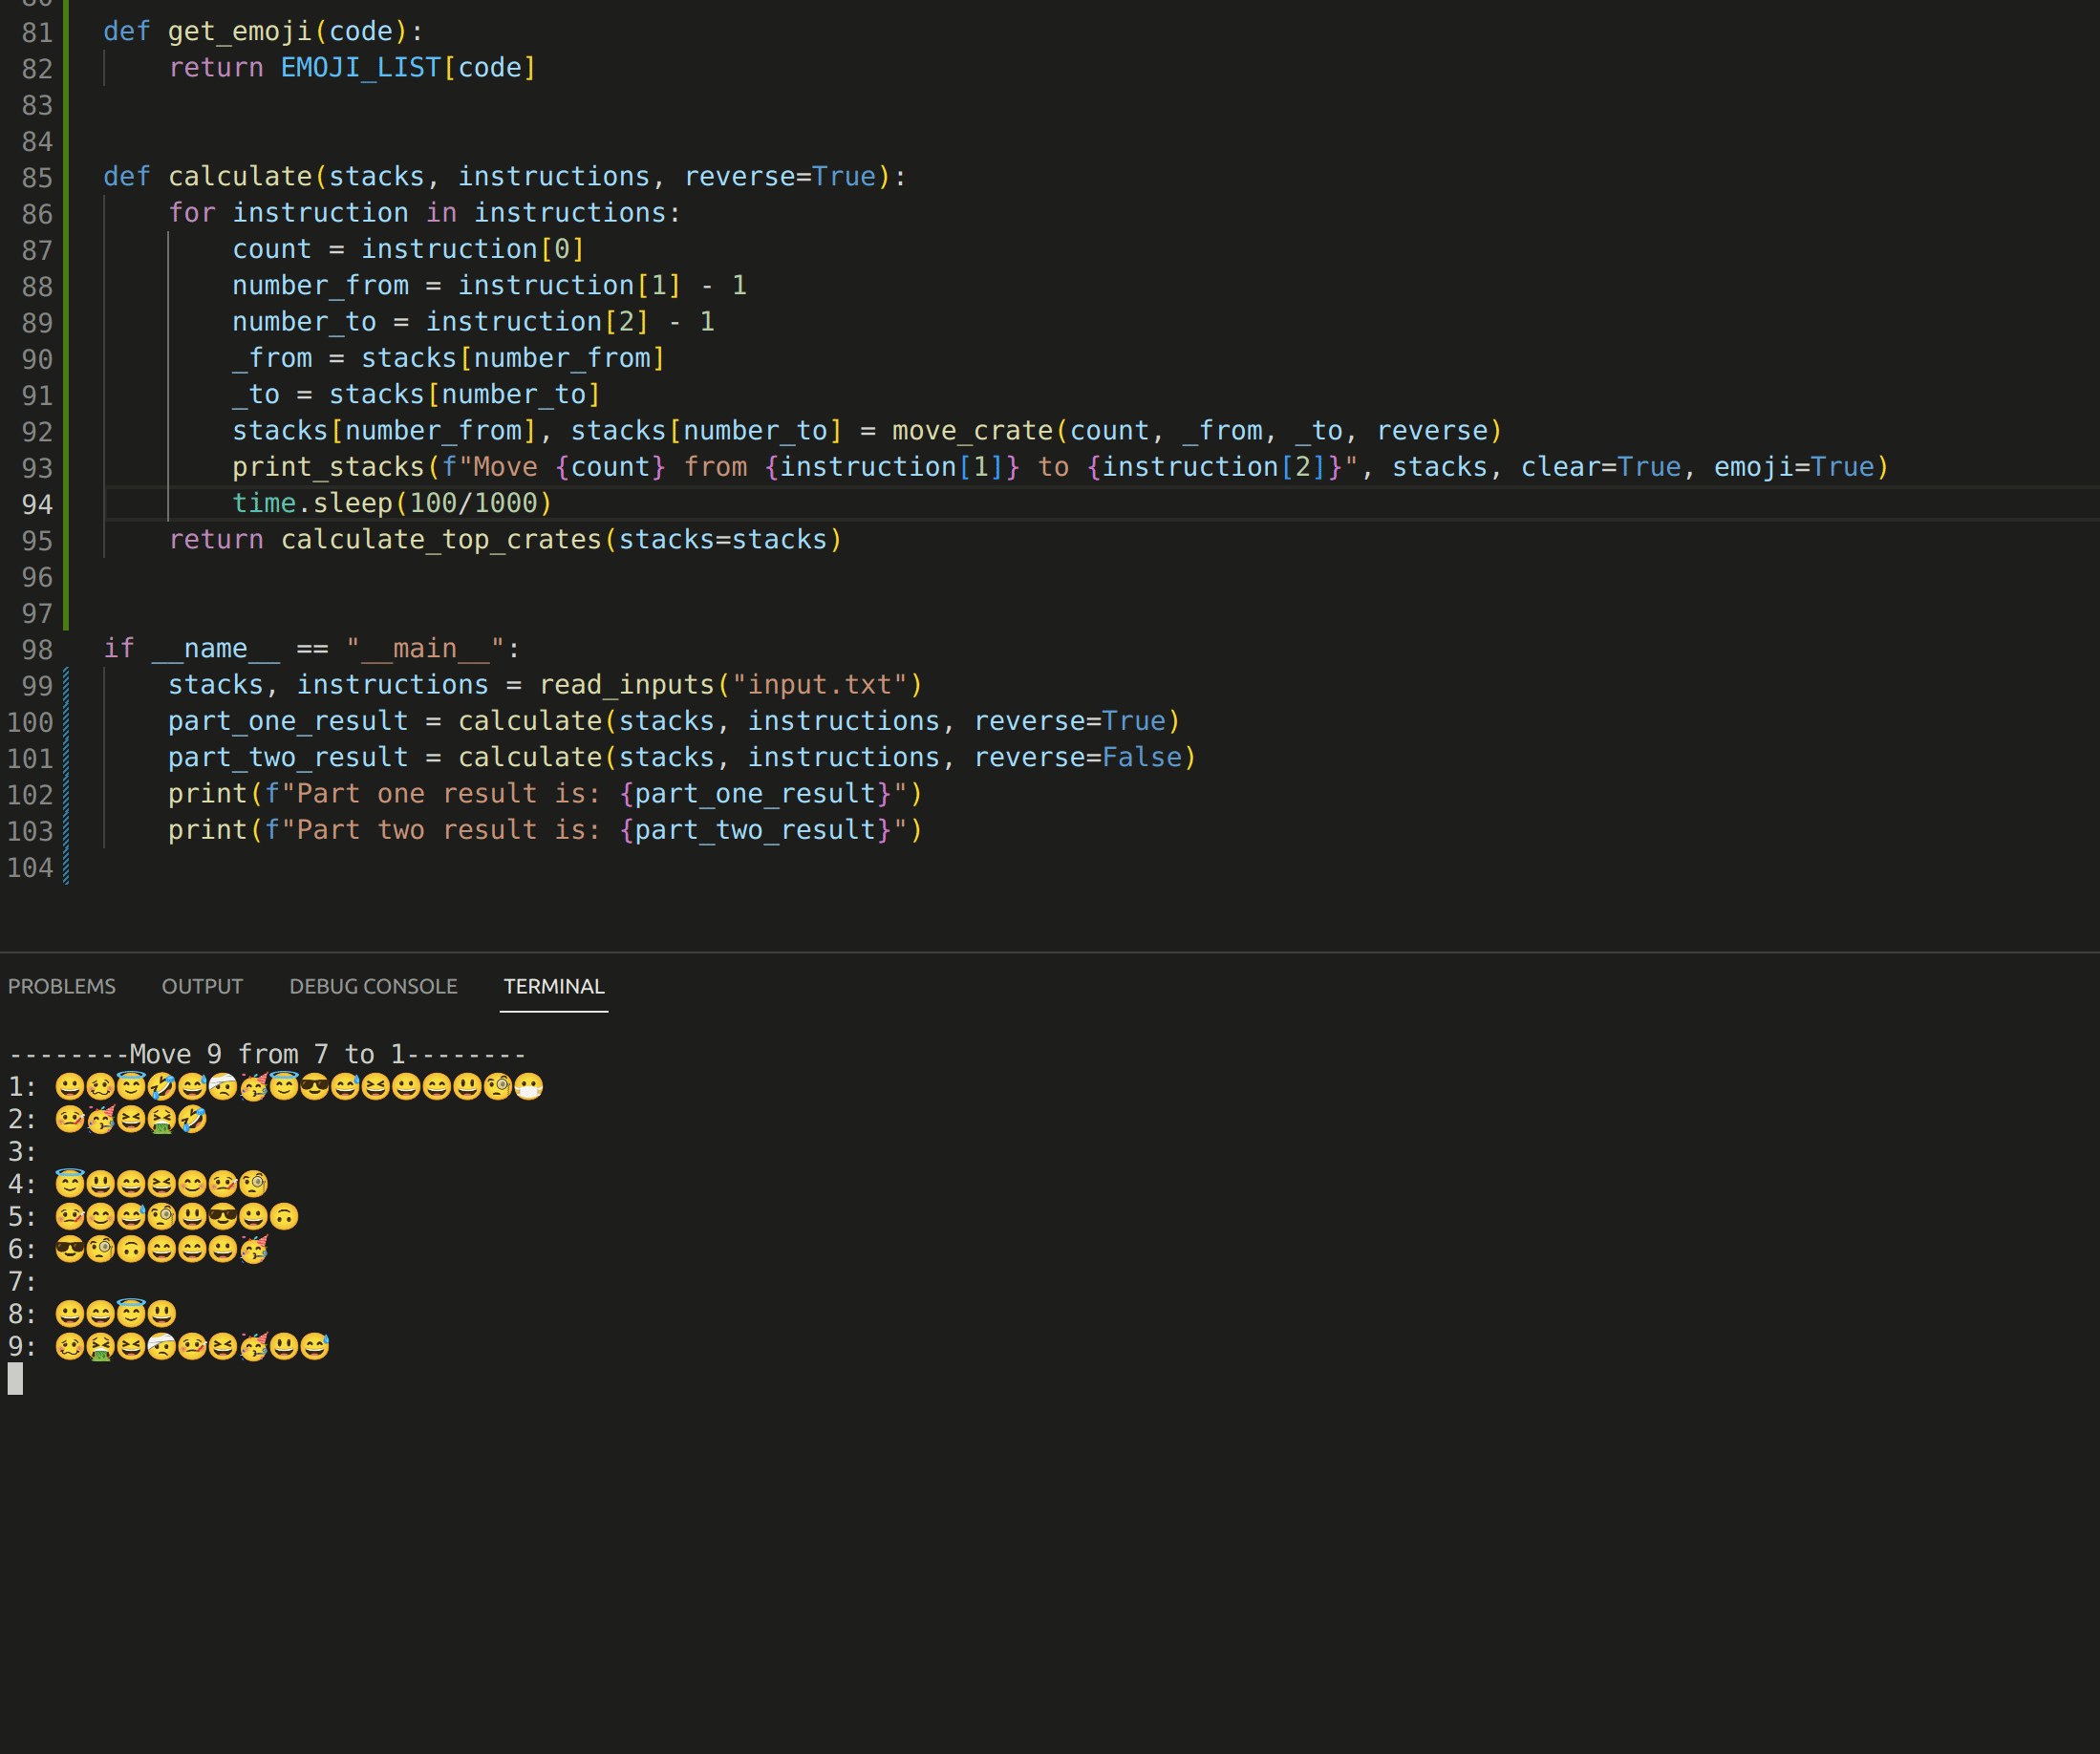 80
81 def get_emoji(code):
82     return EMOJI_LIST[code]
83
84
85 def calculate(stacks, instructions, reverse=True):
86     for instruction in instructions:
87         count = instruction[0]
88         number_from = instruction[1] - 1
89         number_to = instruction[2] - 1
90         _from = stacks[number_from]
91         _to = stacks[number_to]
92         stacks[number_from], stacks[number_to] = move_crate(count, _from, _to, reverse)
93         print_stacks(f"Move {count} from {instruction[1]} to {instruction[2]}", stacks, clear=True, emoji=True)
94         time.sleep(100/1000)
95     return calculate_top_crates(stacks=stacks)
96
97
98 if __name__ == "__main__":
99     stacks, instructions = read_inputs("input.txt")
100     part_one_result = calculate(stacks, instructions, reverse=True)
101     part_two_result = calculate(stacks, instructions, reverse=False)
102     print(f"Part one result is: {part_one_result}")
103     print(f"Part two result is: {part_two_result}")
104
PROBLEMS OUTPUT DEBUG CONSOLE TERMINAL
--------Move 9 from 7 to 1--------
1: 😀🥴😇🤣😅🤕🥳😇😎😅😆😀😄😃🧐😷
2: 🤒🥳😆🤮🤣
3:
4: 😇😃😄😆😊🤒🧐
5: 🤒😊😅🧐😃😎😀🙃
6: 😎🧐🙃😄😄😀🥳
7:
8: 😀😄😇😃
9: 🥴🤮😆🤕🤒😆🥳😃😅